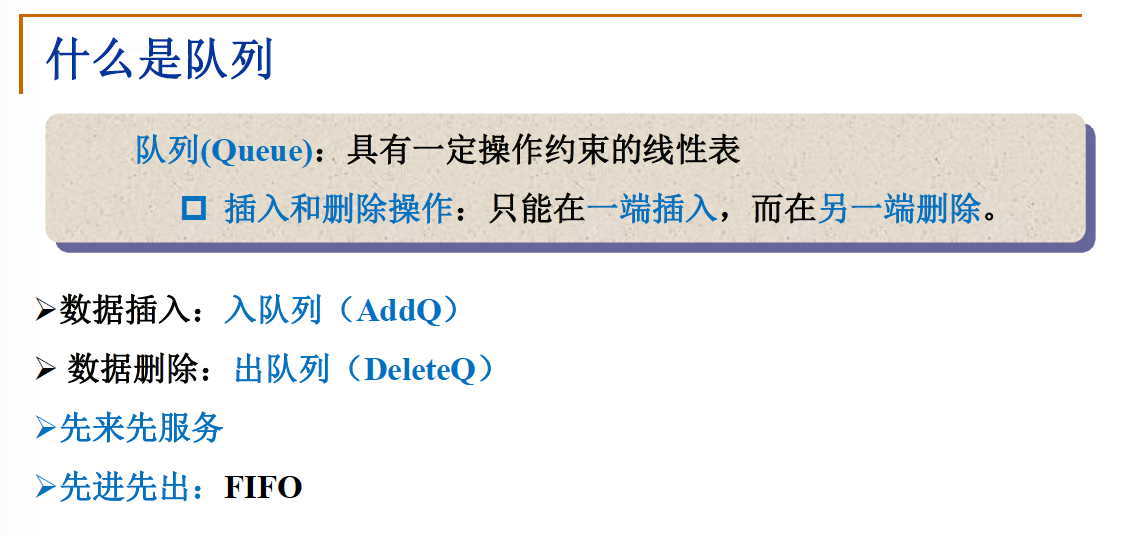 什么是队列
队列(Queue)：具有一定操作约束的线性表
插入和删除操作：只能在一端插入，而在另一端删除。
数据插入：入队列（AddQ）
数据删除：出队列（DeleteQ）
先来先服务
先进先出：FIFO